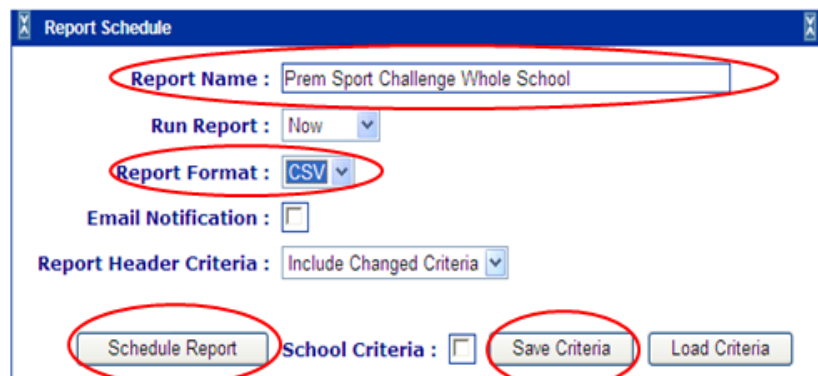 Report Schedule
Report Name : Prem Sport Challenge Whole School
Run Report : Now
Report Format : CSV
Email Notification :
Report Header Criteria : Include Changed Criteria
Schedule Report School Criteria : Save Criteria Load Criteria